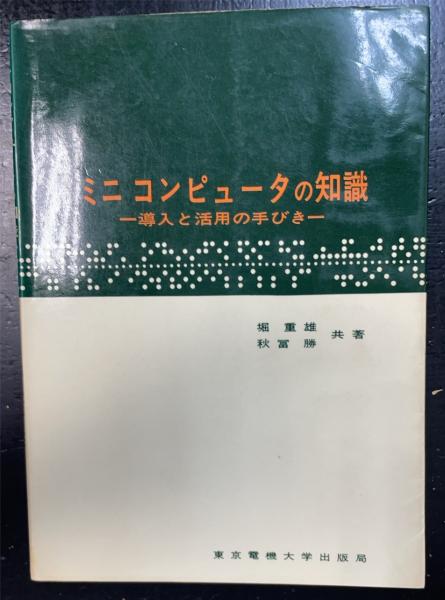 ミニコンピュータの知識
―導入と活用の手びき―
堀 重雄
秋冨 勝
共著
東京電機大学出版局